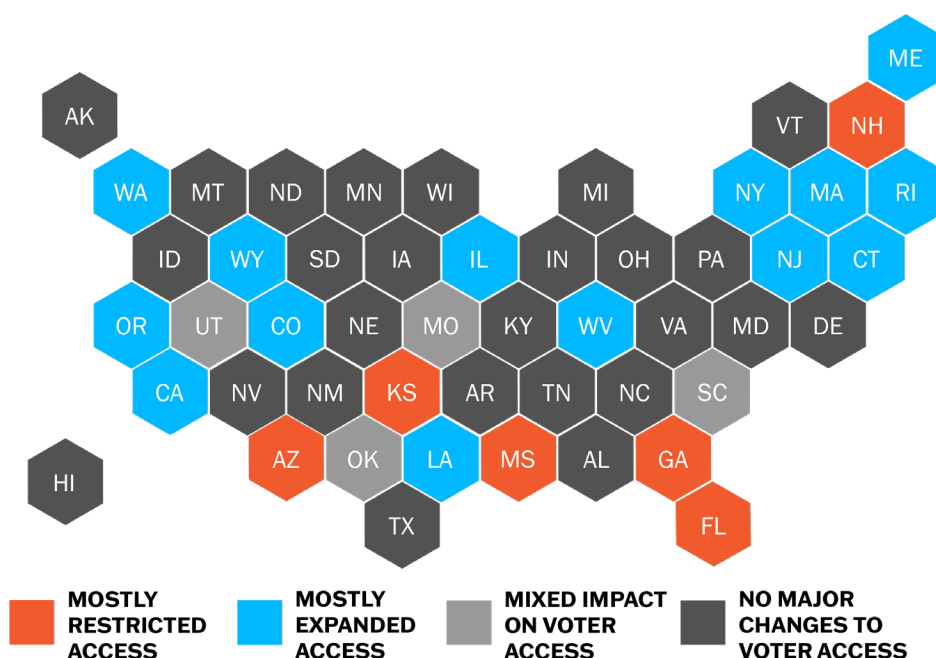 ME
AK
VT NH
WA MT ND MN WI MI NY MA RI
ID WY SD IA IL IN OH PA NJ CT
OR UT CO NE MO KY WV VA MD DE
CA NV NM KS AR TN NC SC
AZ OK LA MS AL GA
HI
TX FL
MOSTLY
RESTRICTED
ACCESS
MOSTLY
EXPANDED
ACCESS
MIXED IMPACT
ON VOTER
ACCESS
NO MAJOR
CHANGES TO
VOTER ACCESS